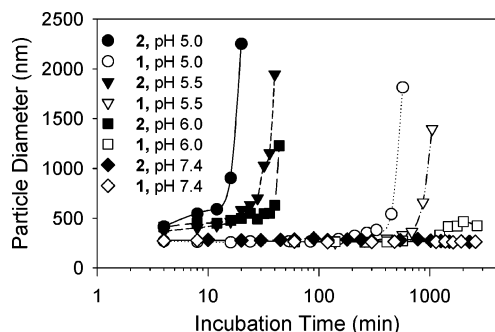 Particle Diameter (nm)
2500
2000
1500
1000
500
0
2, pH 5.0
1, pH 5.0
2, pH 5.5
1, pH 5.5
2, pH 6.0
1, pH 6.0
2, pH 7.4
1, pH 7.4
1 10 100 1000
Incubation Time (min)